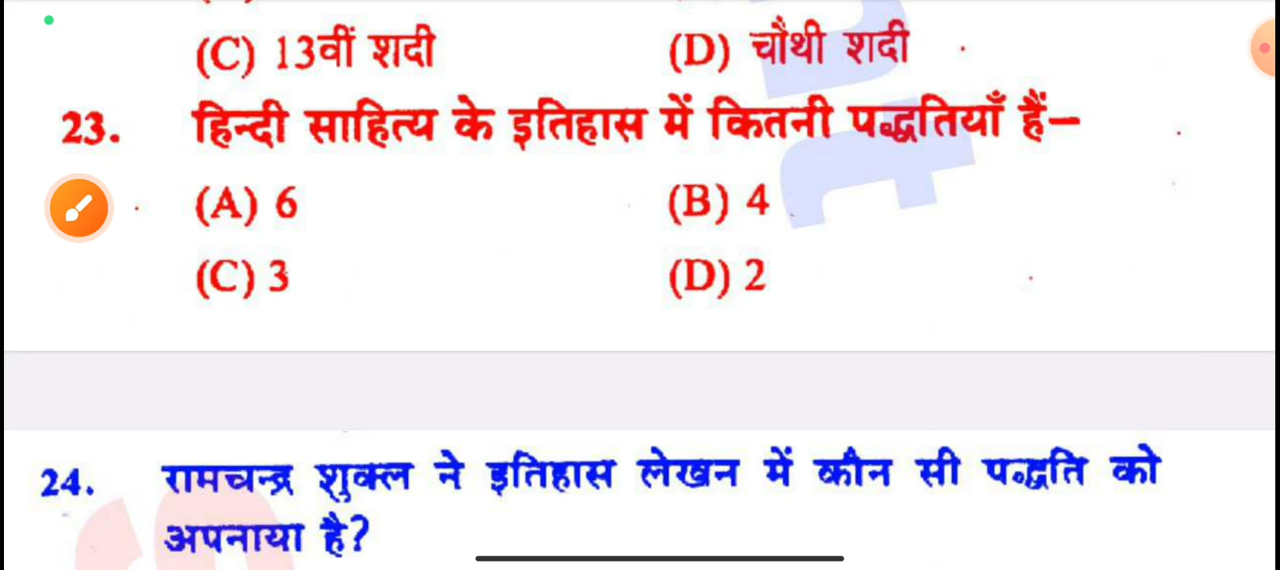 (C) 13वीं शदी (D) चौथी शदी
23. हिन्दी साहित्य के इतिहास में कितनी पद्धतियाँ हैं—
(A) 6 (B) 4
(C) 3 (D) 2
24. रामचन्द्र शुक्ल ने इतिहास लेखन में कौन सी पद्धति को
अपनाया है?